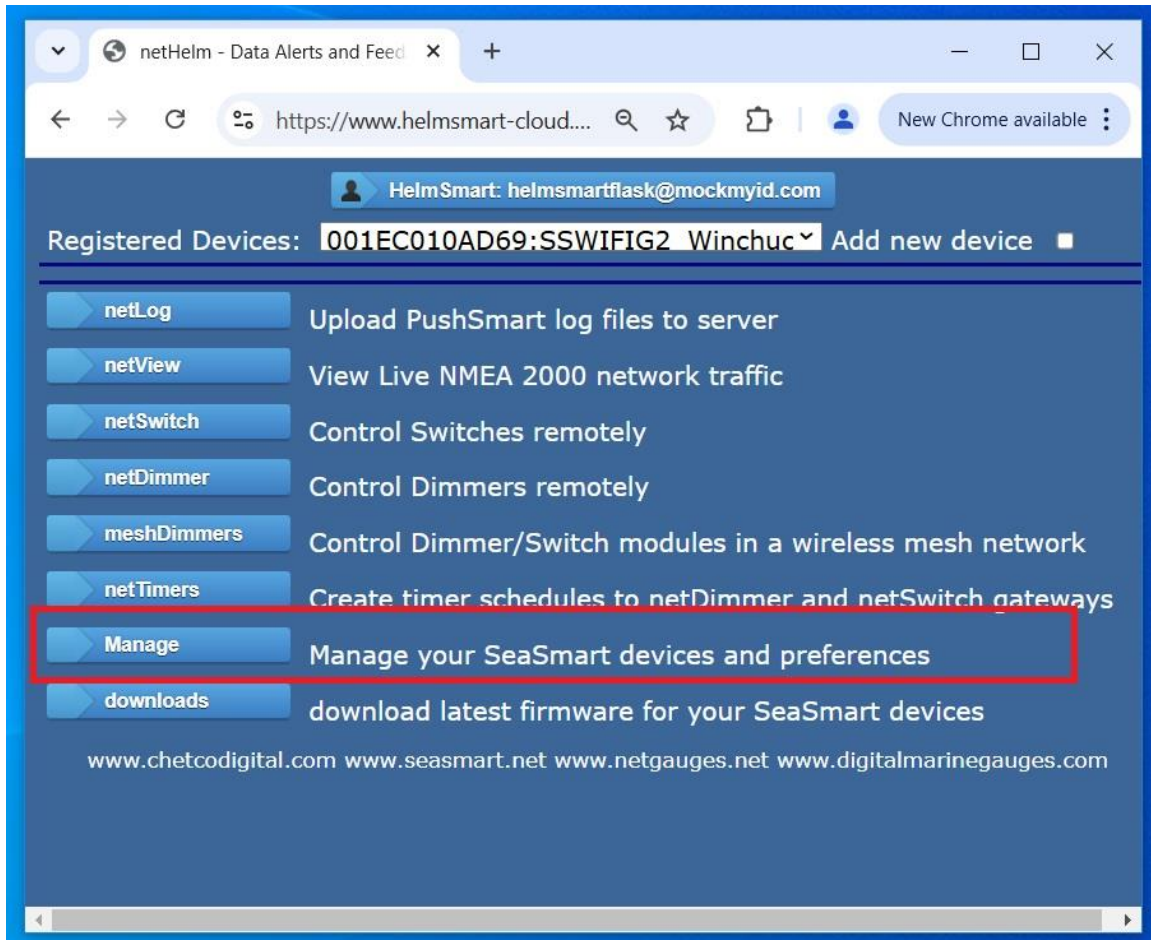 netHelm - Data Alerts and Feed
https://www.helmsmart-cloud....
New Chrome available
HelmSmart: helmsmartflask@mockmyid.com
Registered Devices: 001EC010AD69:SSWIFIG2 Winchuc Add new device
netLog Upload PushSmart log files to server
netView View Live NMEA 2000 network traffic
netSwitch Control Switches remotely
netDimmer Control Dimmers remotely
meshDimmers Control Dimmer/Switch modules in a wireless mesh network
netTimers Create timer schedules to netDimmer and netSwitch gateways
Manage Manage your SeaSmart devices and preferences
downloads download latest firmware for your SeaSmart devices
www.chetcodigital.com www.seasmart.net www.netgauges.net www.digitalmarinegauges.com